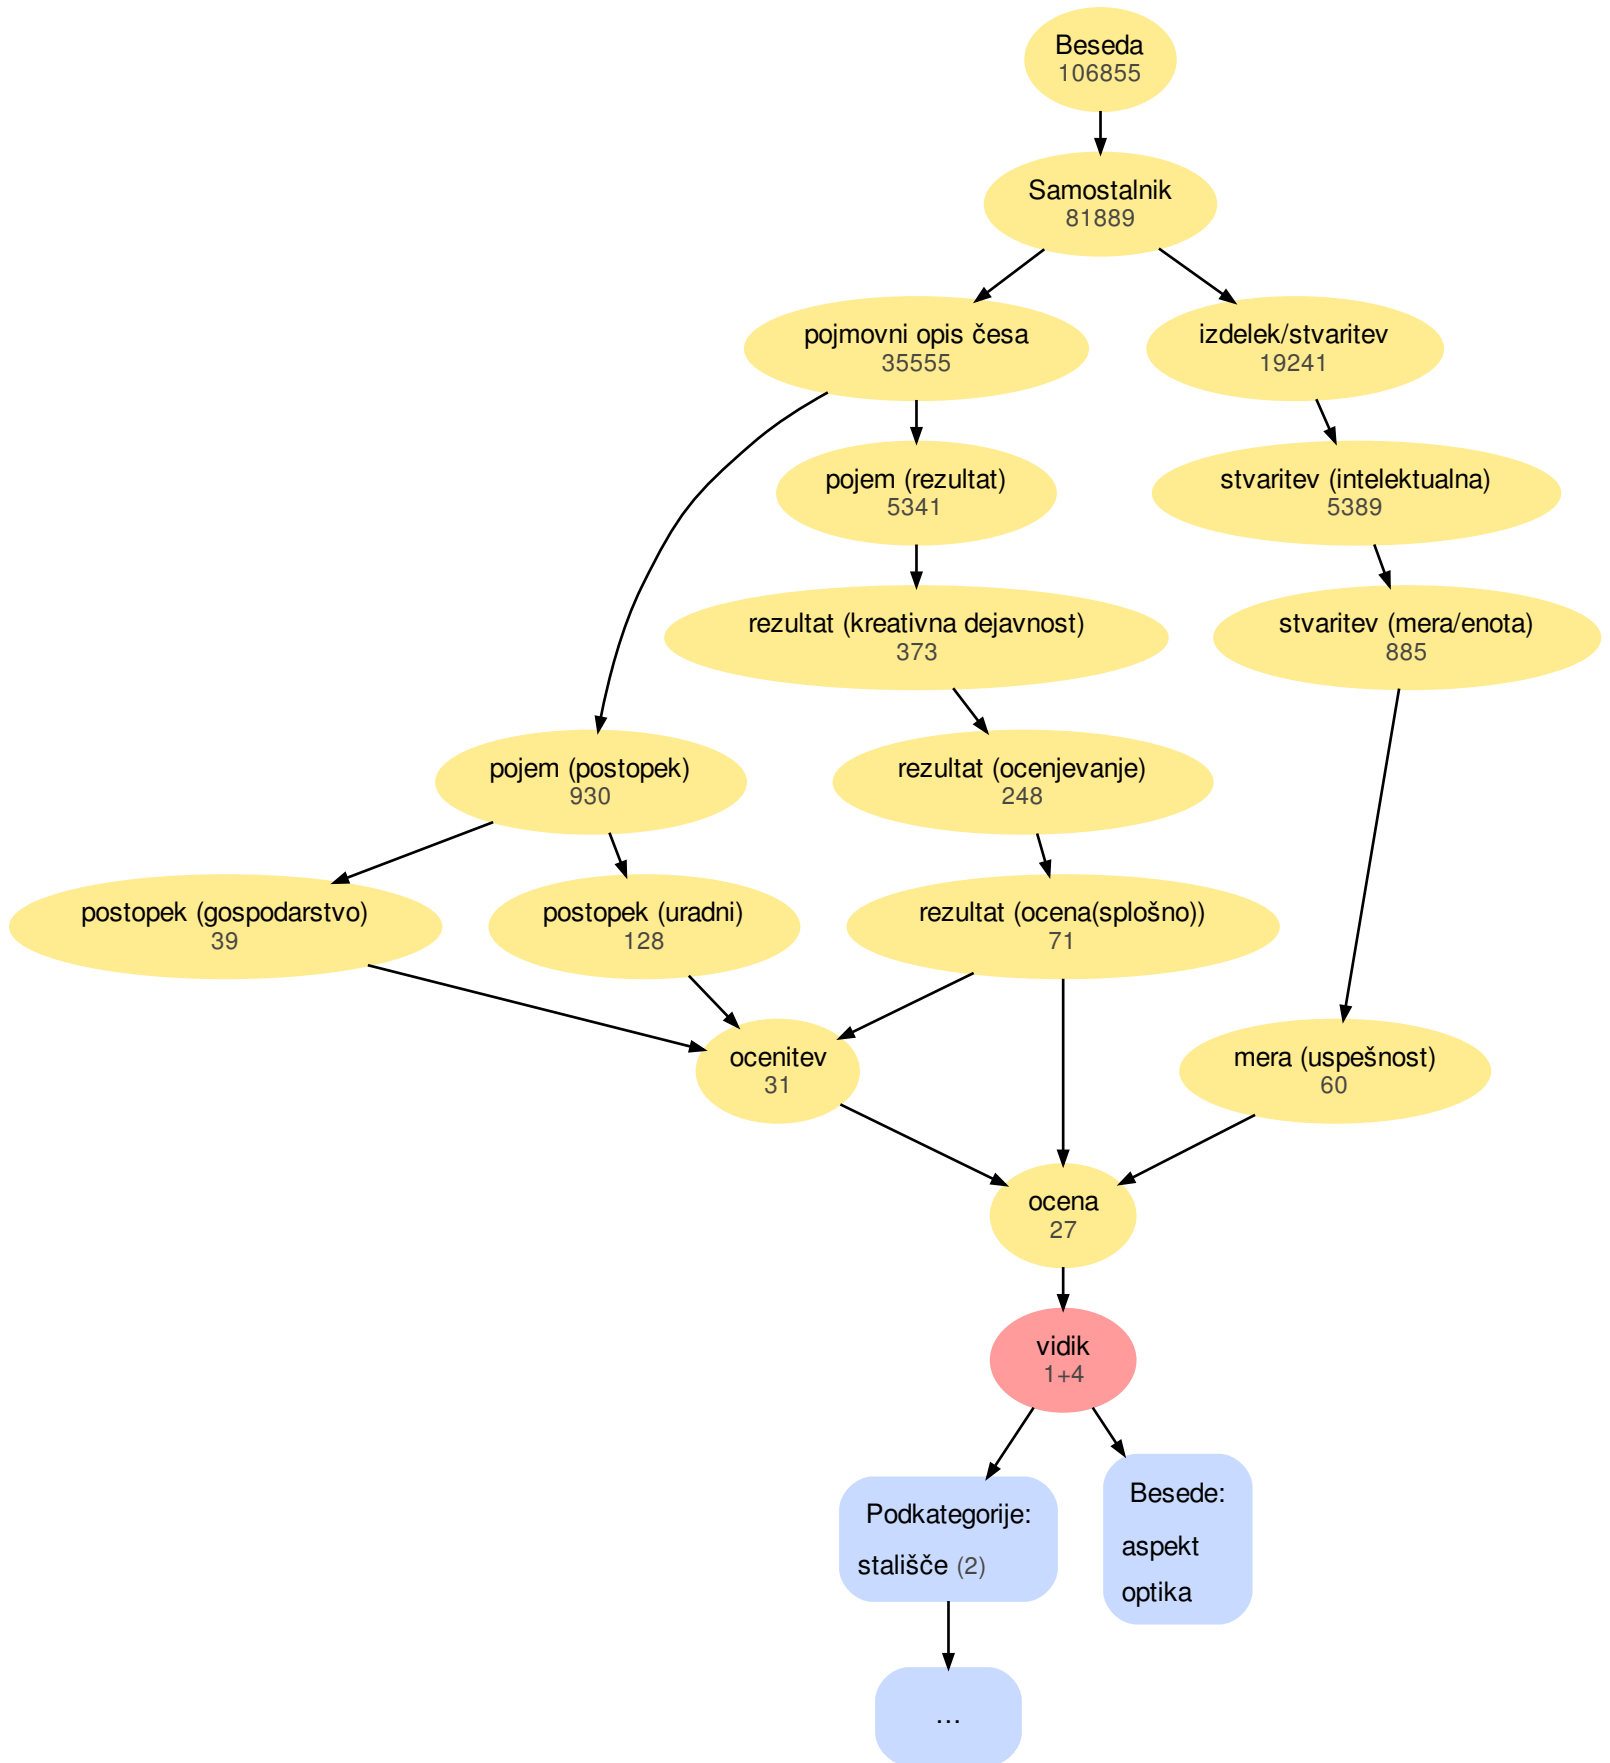 Beseda
106855
Samostalnik
81889
pojmovni opis česa
35555
izdelek/stvaritev
19241
pojem (rezultat)
5341
stvaritev (intelektualna)
5389
rezultat (kreativna dejavnost)
373
stvaritev (mera/enota)
885
pojem (postopek)
930
rezultat (ocenjevanje)
248
postopek (gospodarstvo)
39
postopek (uradni)
128
rezultat (ocena(splošno))
71
ocenitev
31
mera (uspešnost)
60
ocena
27
vidik
1+4
Podkategorije:
stališče (2)
Besede:
aspekt
optika
…